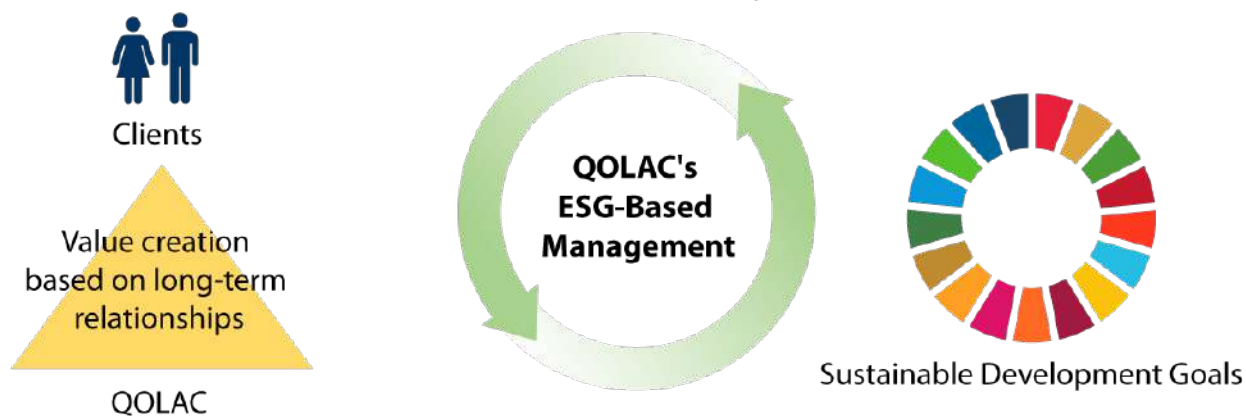 Clients
Value creation
based on long-term
relationships
QOLAC
QOLAC's
ESG-Based
Management
Sustainable Development Goals